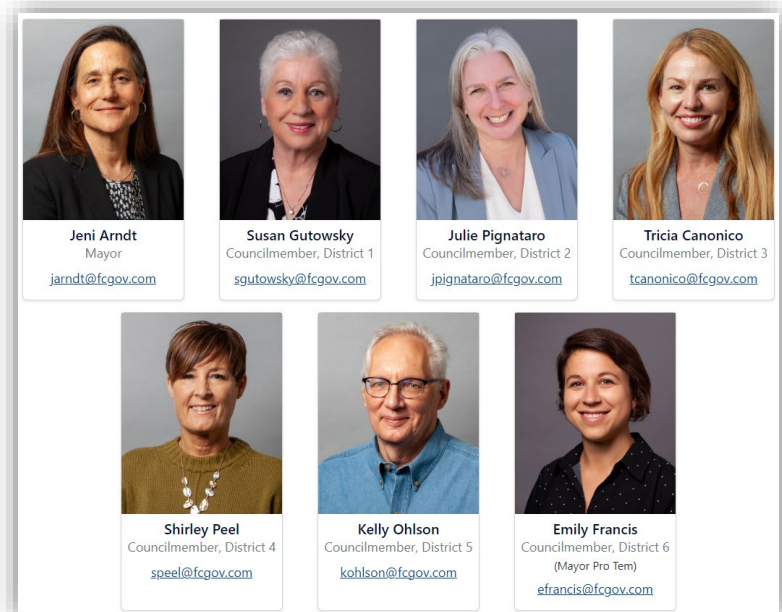 Jeni Arndt
Mayor
jarndt@fcgov.com
Susan Gutowsky
Councilmember, District 1
sgutowsky@fcgov.com
Julie Pignataro
Councilmember, District 2
jpignataro@fcgov.com
Tricia Canonico
Councilmember, District 3
tcanonico@fcgov.com
Shirley Peel
Councilmember, District 4
speel@fcgov.com
Kelly Ohlson
Councilmember, District 5
kohlson@fcgov.com
Emily Francis
Councilmember, District 6
(Mayor Pro Tem)
efrancis@fcgov.com